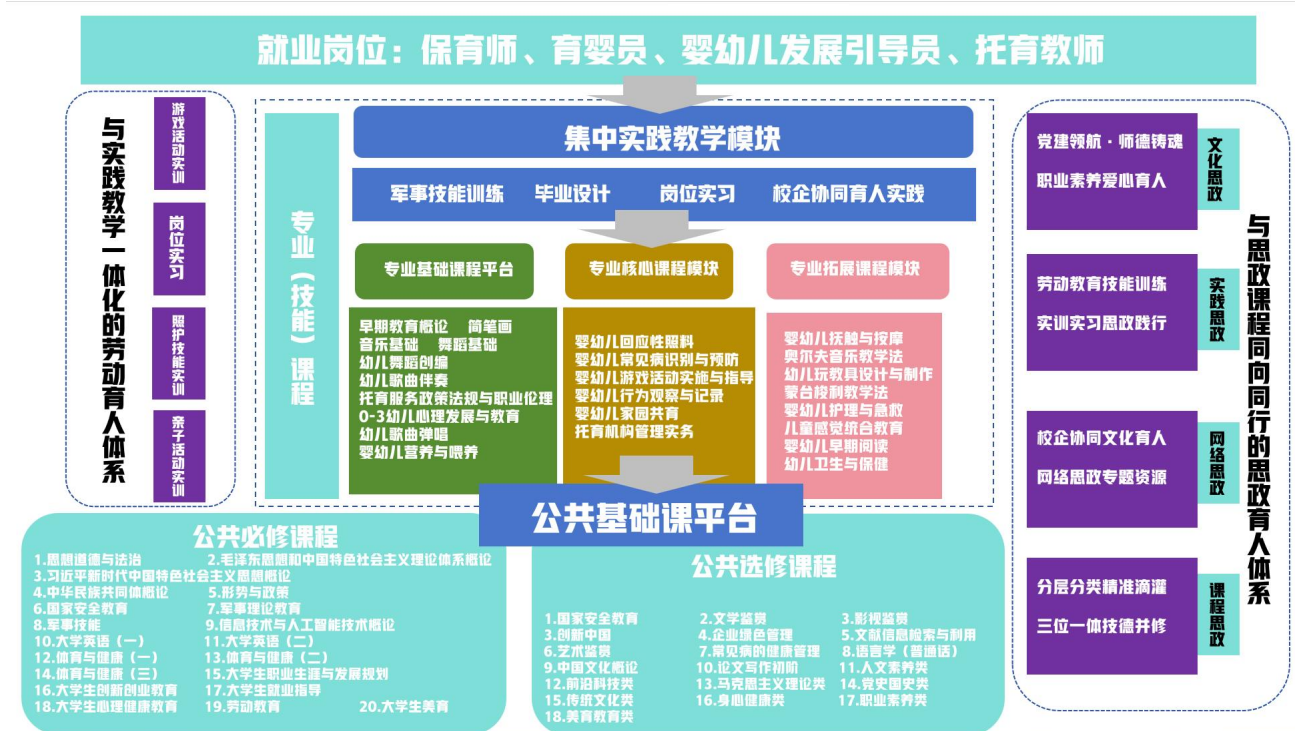 就业岗位：保育师、育婴员、婴幼儿发展引导员、托育教师
与实践教学一体化的劳动育人体系
游戏活动实训
岗位实习
照护技能实训
亲子活动实训
专业（技能）课程
集中实践教学模块
军事技能训练 毕业设计 岗位实习 校企协同育人实践
专业基础课程平台
早期教育概论 简笔画
音乐基础 舞蹈基础
幼儿舞蹈创编
幼儿歌曲伴奏
托育服务政策法规与职业伦理
0-3幼儿心理发展与教育
幼儿歌曲弹唱
婴幼儿营养与喂养
专业核心课程模块
婴幼儿回应性照料
婴幼儿常见病识别与预防
婴幼儿游戏活动实施与指导
婴幼儿行为观察与记录
婴幼儿家园共育
托育机构管理实务
专业拓展课程模块
婴幼儿抚触与按摩
奥尔夫音乐教学法
幼儿玩教具设计与制作
蒙台梭利教学法
婴幼儿护理与急救
儿童感觉统合教育
婴幼儿早期阅读
幼儿卫生与保健
公共基础课平台
公共必修课程
1.思想道德与法治 2.毛泽东思想和中国特色社会主义理论体系概论
3.习近平新时代中国特色社会主义思想概论
4.中华民族共同体概论 5.形势与政策
6.国家安全教育 7.军事理论教育
8.军事技能 9.信息技术与人工智能技术概论
10.大学英语（一） 11.大学英语（二）
12.体育与健康（一） 13.体育与健康（二）
14.体育与健康（三） 15.大学生职业生涯与发展规划
16.大学生创新创业教育 17.大学生就业指导
18.大学生心理健康教育 19.劳动教育 20.大学生美育
公共选修课程
1.国家安全教育 2.文学鉴赏 3.影视鉴赏
3.创新中国 4.企业绿色管理 5.文献信息检索与利用
6.艺术鉴赏 7.常见病的健康管理 8.语言学（普通话）
9.中国文化概论 10.论文写作初阶 11.人文素养类
12.前沿科技类 13.马克思主义理论类 14.党史国史类
15.传统文化类 16.身心健康类 17.职业素养类
18.美育教育类
党建领航·师德铸魂
职业素养爱心育人
文化思政
劳动教育技能训练
实训实习思政践行
实践思政
校企协同文化育人
网络思政专题资源
网络思政
分层分类精准滴灌
三位一体技德并修
课程思政
与思政课程同向同行的思政育人体系